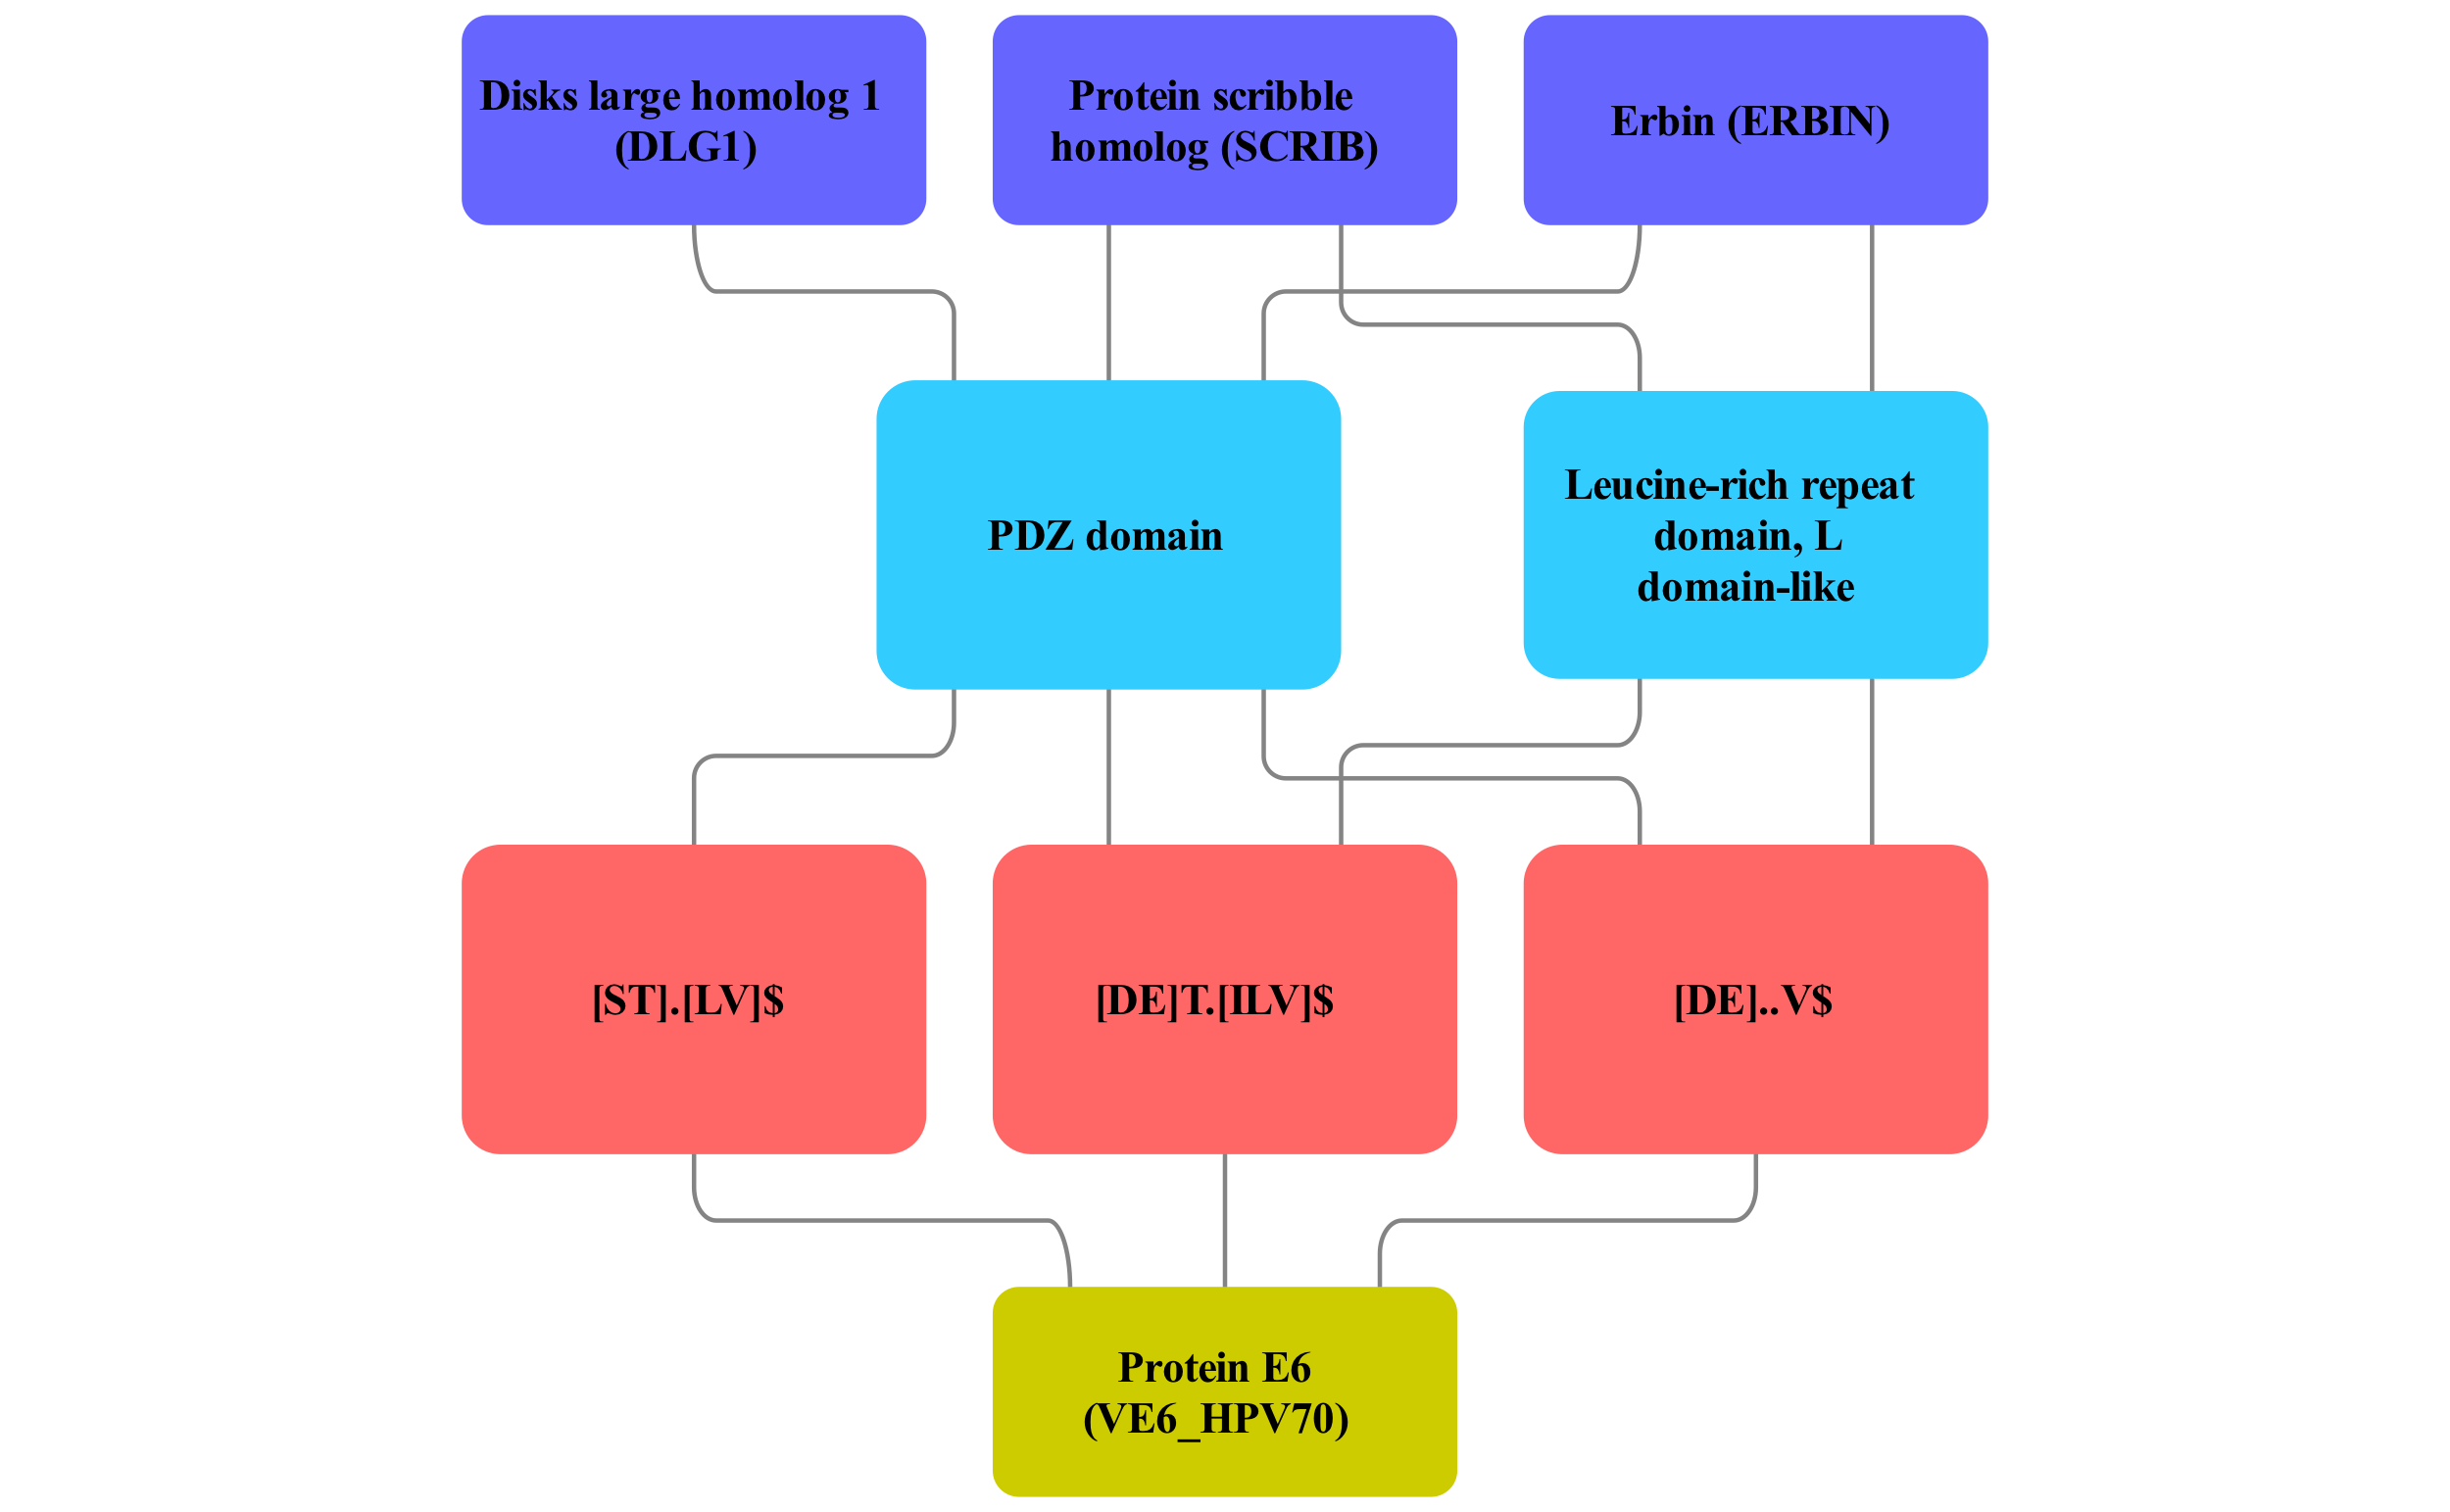 Disks large homolog 1
(DLG1)
Protein scribble
homolog (SCRIB)
Erbin (ERBIN)
PDZ domain
Leucine-rich repeat
domain, L
domain-like
[ST].[LV]$
[DE]T.[ILV]$
[DE]..V$
Protein E6
(VE6_HPV70)